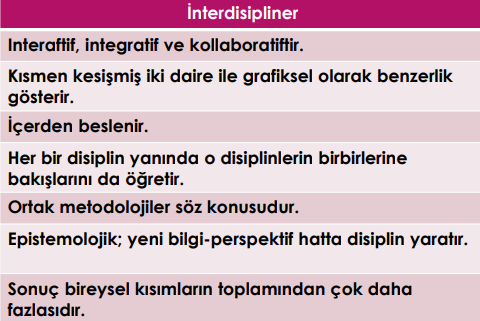 İnterdisipliner
Interaftif, integratif ve kollaboratiftir.
Kısmen kesişmiş iki daire ile grafiksel olarak benzerlik
gösterir.
İçerden beslenir.
Her bir disiplin yanında o disiplinlerin birbirlerine
bakışlarını da öğretir.
Ortak metodolojiler söz konusudur.
Epistemolojik; yeni bilgi-perspektif hatta disiplin yaratır.
Sonuç bireysel kısımların toplamından çok daha
fazlasıdır.